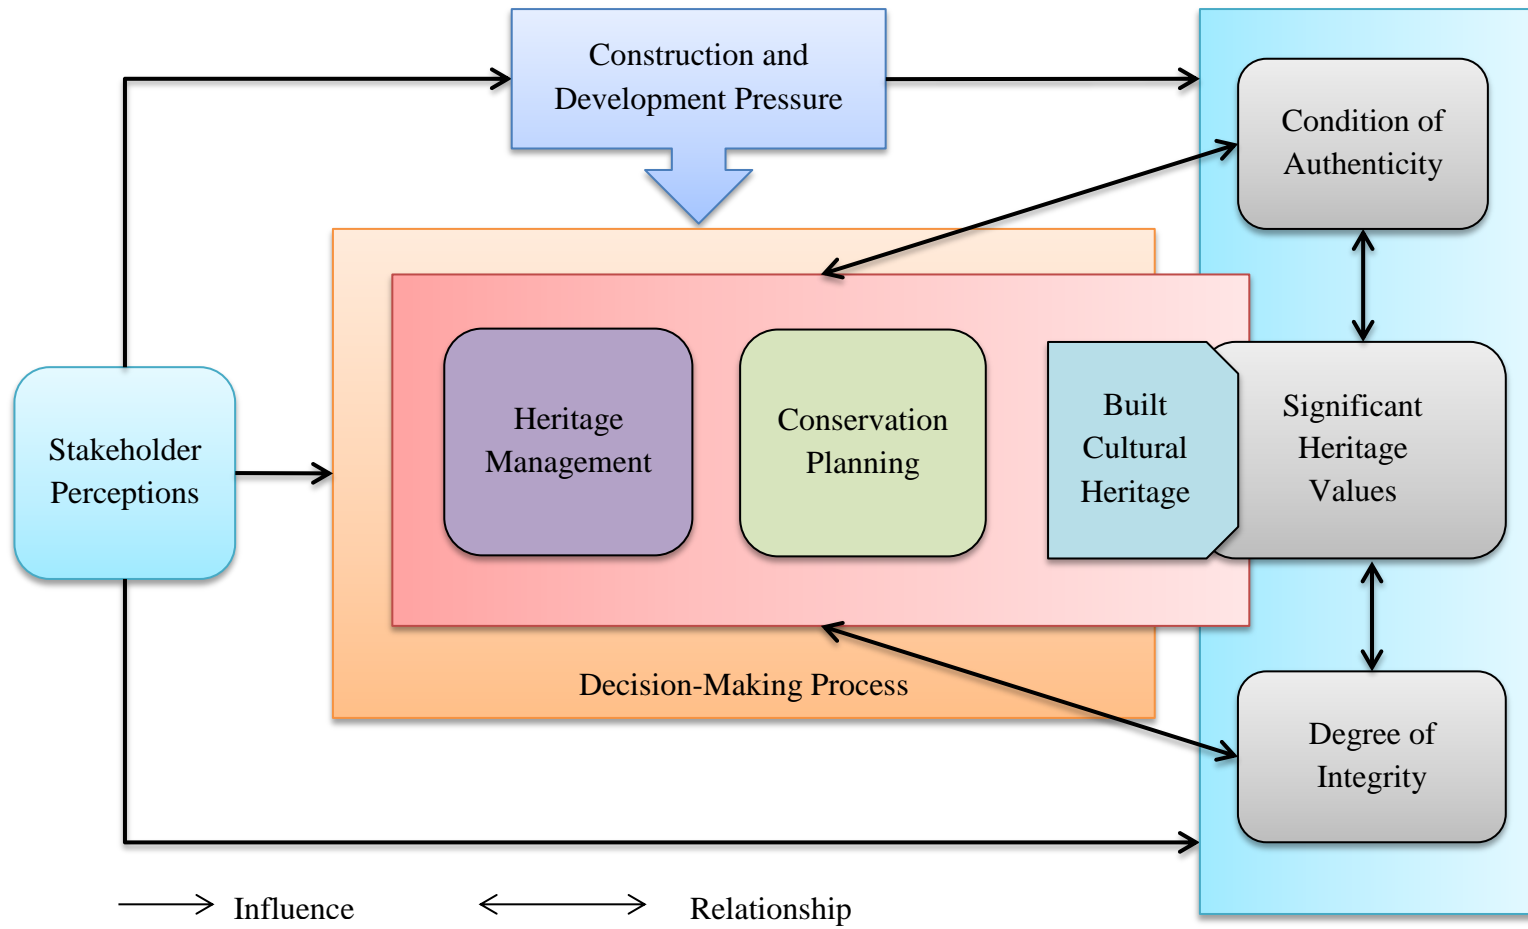 Construction and
Development Pressure
Condition of
Authenticity
Stakeholder
Perceptions
Heritage
Management
Conservation
Planning
Built
Cultural
Heritage
Significant
Heritage
Values
Decision-Making Process
Degree of
Integrity
Influence
Relationship